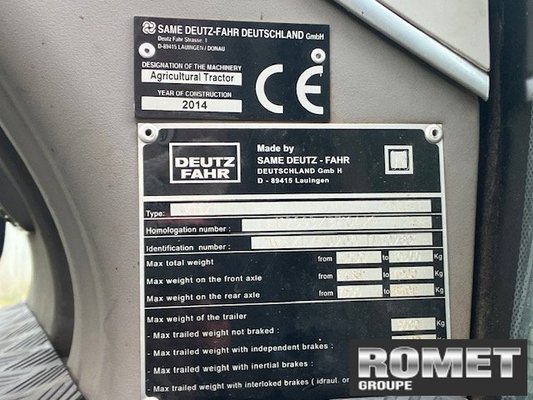 SAME DEUTZ-FAHR DEUTSCHLAND GmbH
Deutz Fahr Strasse 1
D-89415 LAUINGEN / DONAU
DESIGNATION OF THE MACHINERY
Agricultural Tractor
YEAR OF CONSTRUCTION
2014
CE
DEUTZ
FAHR
Made by
SAME DEUTZ - FAHR
DEUTSCHLAND Gmb H
D - 89415 Lauingen
Type:
Homologation number :
Identification number :
Max total weight from to Kg
Max weight on the front axle from to Kg
Max weight on the rear axle from to Kg
Max weight of the trailer
- Max trailed weight not braked : Kg
- Max trailed weight with independent brakes :
- Max trailed weight with inertial brakes :
- Max trailed weight with interloked brakes ( idraul. or
ROMET
GROUPE